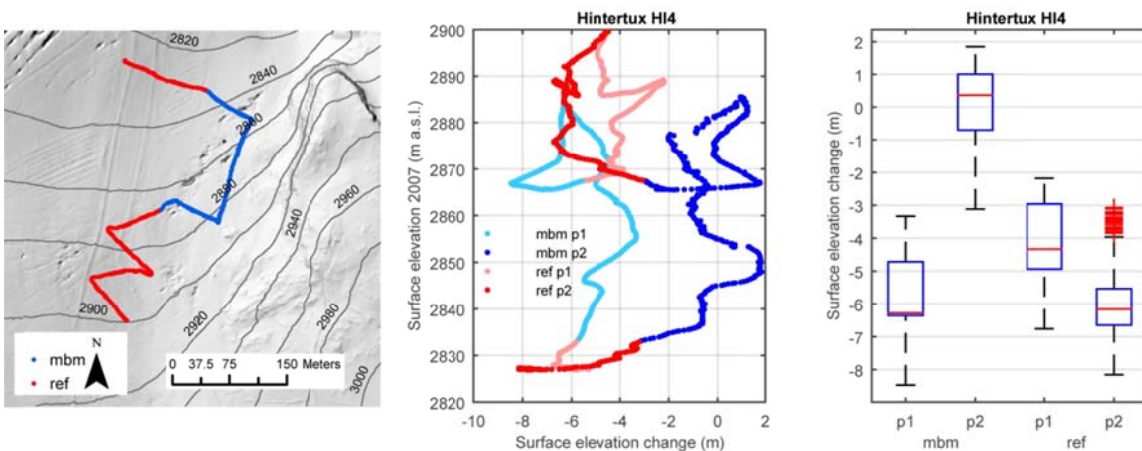 2820
2840
2860
2880
2900
2920
2940
2960
2980
3000
N
mbm
ref
0 37.5 75 150 Meters
Hintertux HI4
Surface elevation 2007 (m a.s.l.)
2900
2890
2880
2870
2860
2850
2840
2830
2820
mbm p1
mbm p2
ref p1
ref p2
-10 -8 -6 -4 -2 0 2
Surface elevation change (m)
Hintertux HI4
Surface elevation change (m)
2
1
0
-1
-2
-3
-4
-5
-6
-7
-8
p1 p2 p1 p2
mbm ref